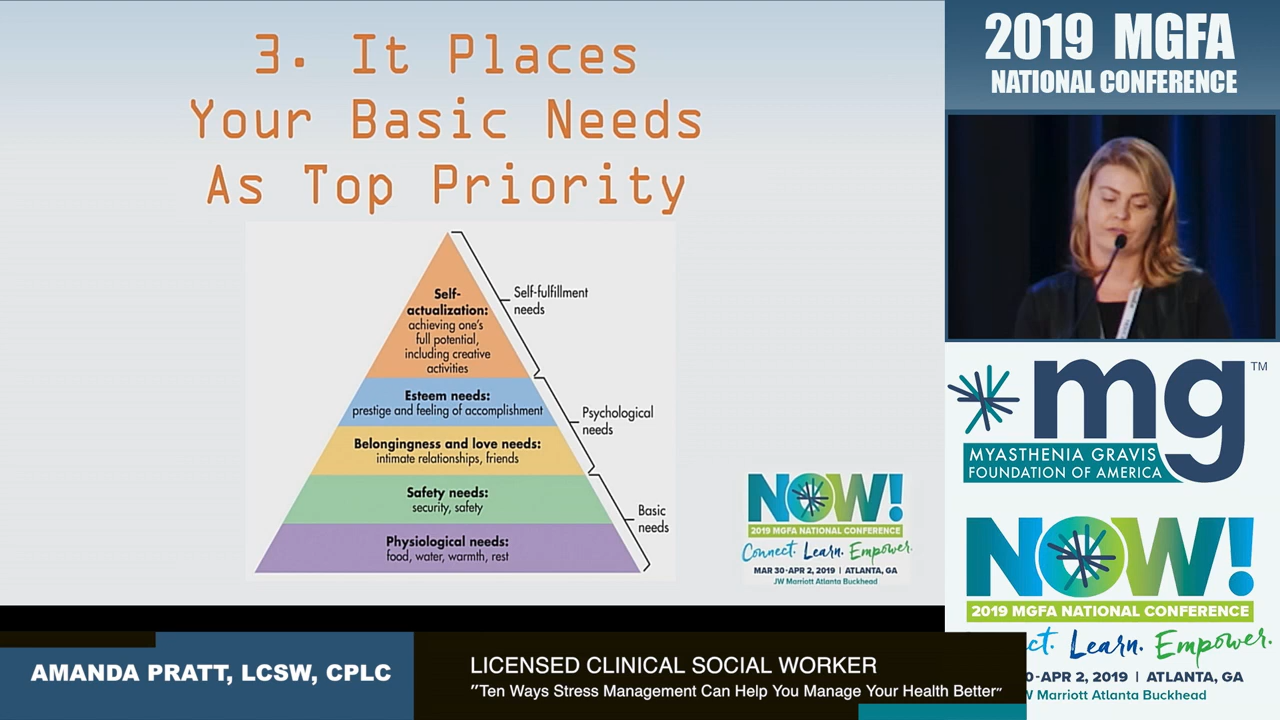 3. It Places
Your Basic Needs
As Top Priority
Self-
actualization:
achieving one's
full potential,
including creative
activities
Self-fulfillment
needs
Esteem needs:
prestige and feeling of accomplishment
Psychological
needs
Belongingness and love needs:
intimate relationships, friends
Safety needs:
security, safety
Basic
needs
Physiological needs:
food, water, warmth, rest
NOW!
2019 MGFA NATIONAL CONFERENCE
Connect. Learn. Empower.
MAR 30-APR 2, 2019 | ATLANTA, GA
JW Marriott Atlanta Buckhead
2019 MGFA
NATIONAL CONFERENCE
mg™
MYASTHENIA GRAVIS
FOUNDATION OF AMERICA
NOW!
2019 MGFA NATIONAL CONFERENCE
ct. Learn. Empower.
0-APR 2, 2019 | ATLANTA, GA
W Marriott Atlanta Buckhead
AMANDA PRATT, LCSW, CPLC
LICENSED CLINICAL SOCIAL WORKER
"Ten Ways Stress Management Can Help You Manage Your Health Better"